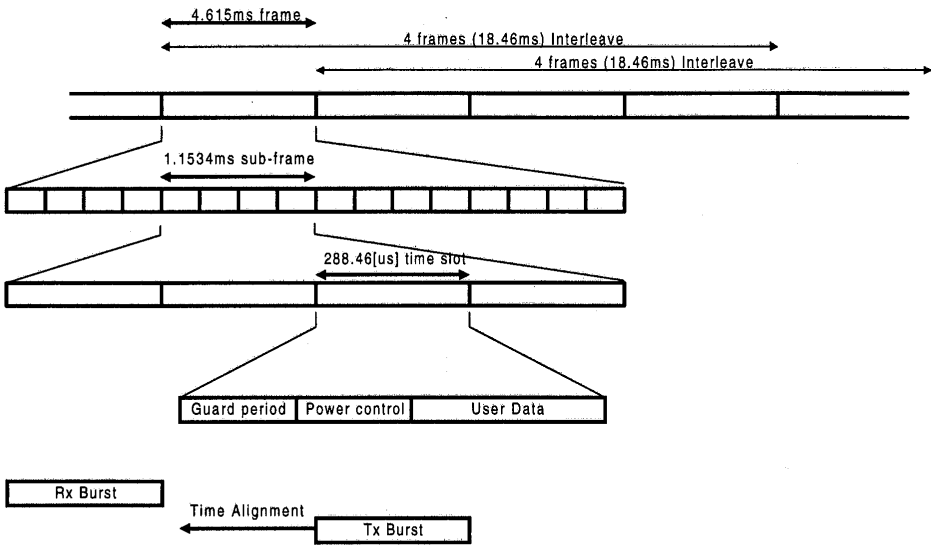 4.615ms frame
4 frames (18.46ms) Interleave
4 frames (18.46ms) Interleave
1.1534ms sub-frame
288.46[us] time slot
Guard period Power control User Data
Rx Burst
Time Alignment
Tx Burst